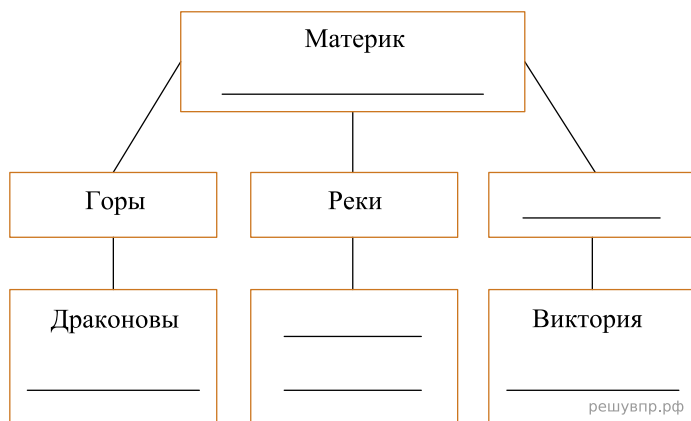 Материк
Горы
Реки
Драконовы
Виктория
решувпр.рф